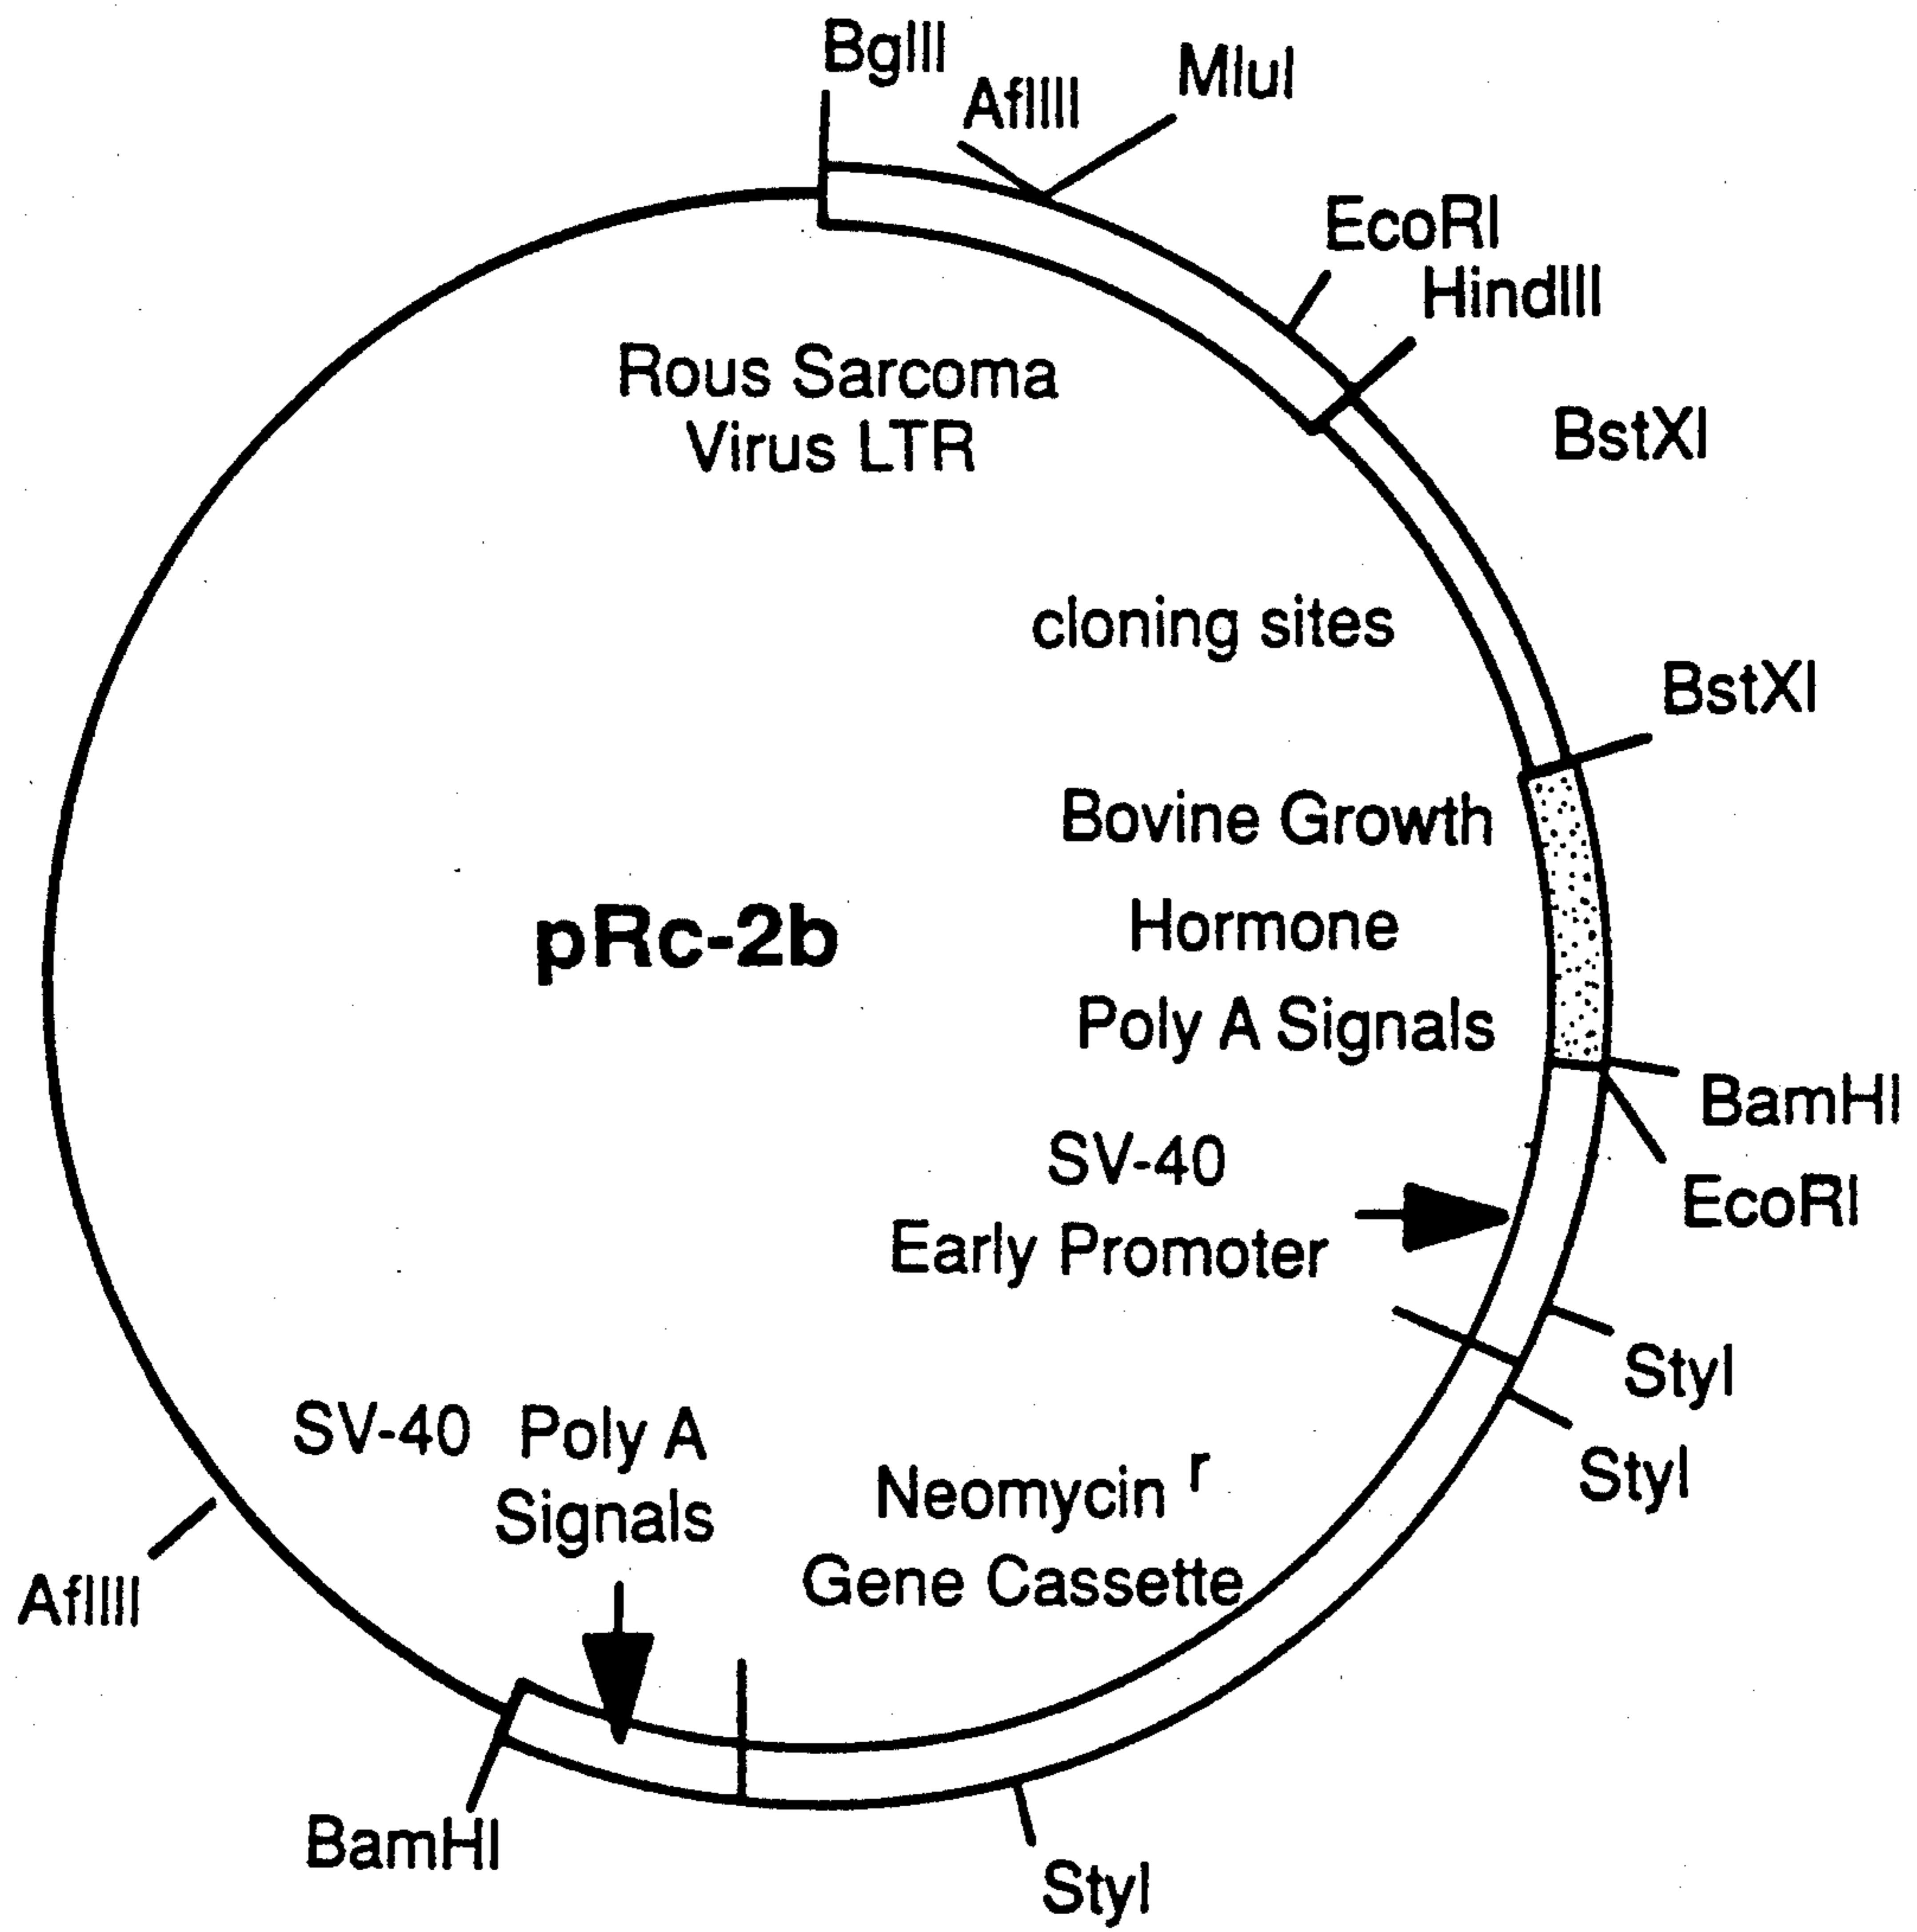 BglII
AflIII
MluI
EcoRI
HindIII
Rous Sarcoma
Virus LTR
BstXI
cloning sites
BstXI
Bovine Growth
Hormone
Poly A Signals
pRc-2b
BamHI
EcoRI
SV-40
Early Promoter
StyI
StyI
SV-40 Poly A
Signals
Neomycin r
Gene Cassette
AflIII
BamHI
StyI